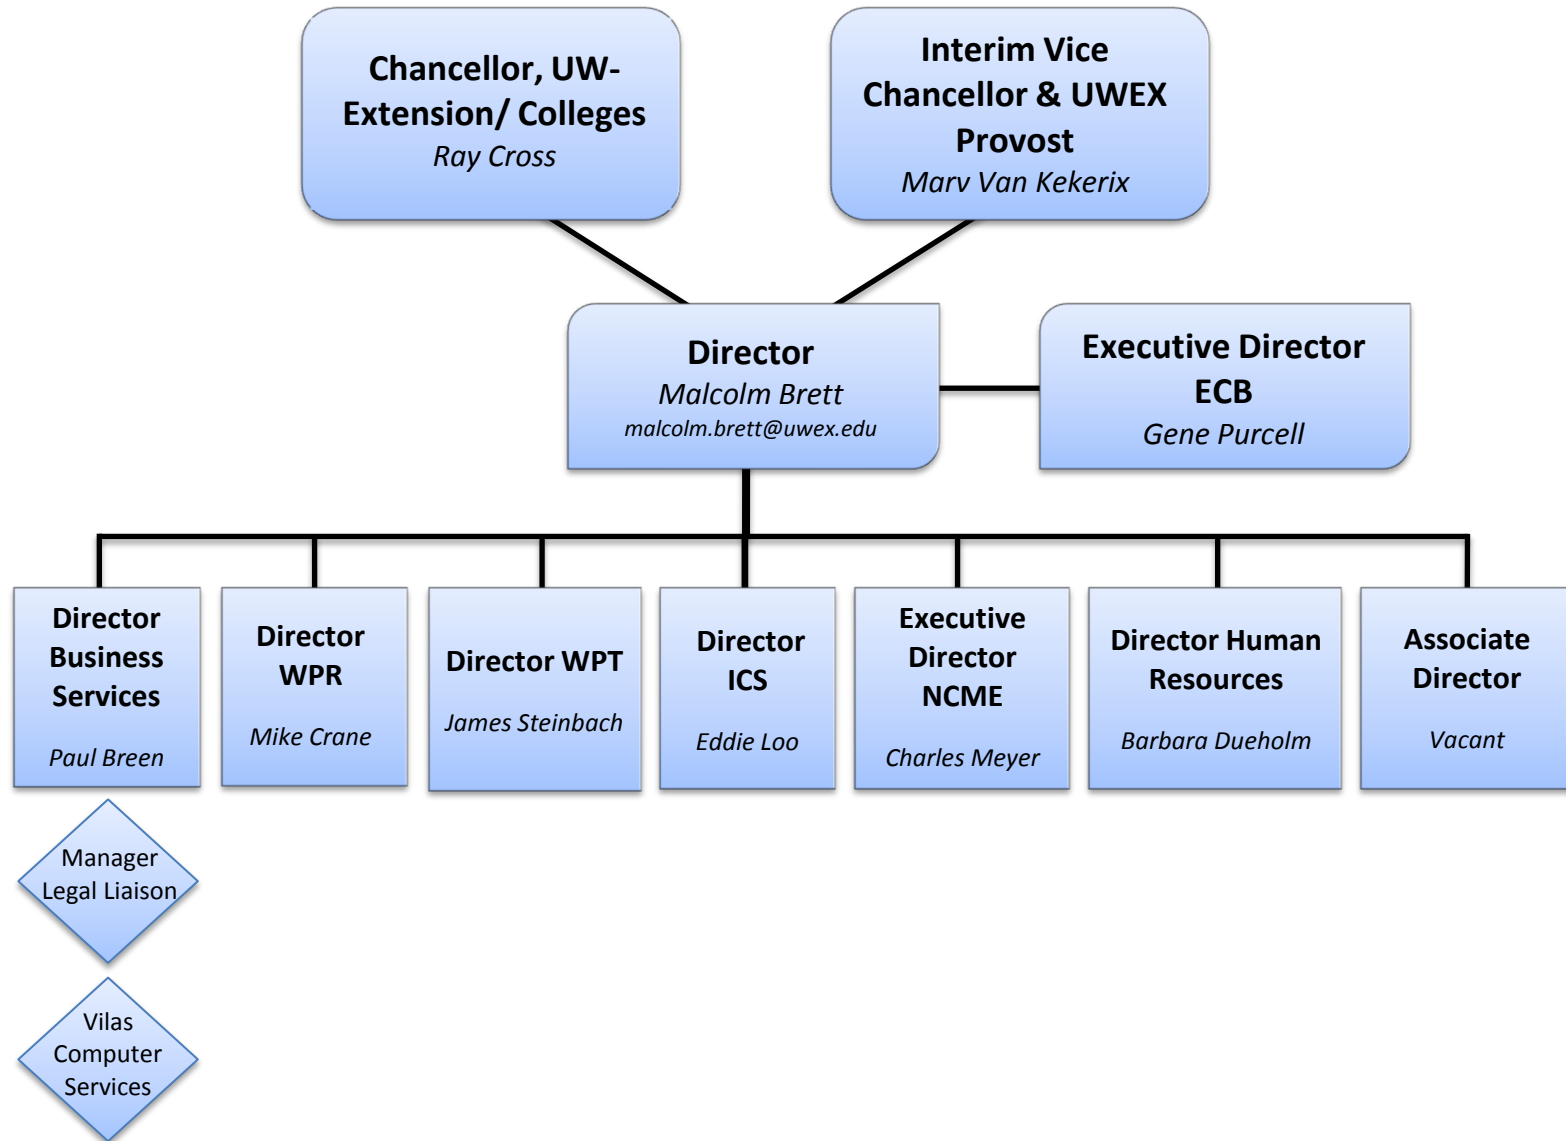 Chancellor, UW-
Extension/ Colleges
Ray Cross
Interim Vice
Chancellor & UWEX
Provost
Marv Van Kekerix
Director
Malcolm Brett
malcolm.brett@uwex.edu
Executive Director
ECB
Gene Purcell
Director
Business
Services
Paul Breen
Director
WPR
Mike Crane
Director WPT
James Steinbach
Director
ICS
Eddie Loo
Executive
Director
NCME
Charles Meyer
Director Human
Resources
Barbara Dueholm
Associate
Director
Vacant
Manager
Legal Liaison
Vilas
Computer
Services